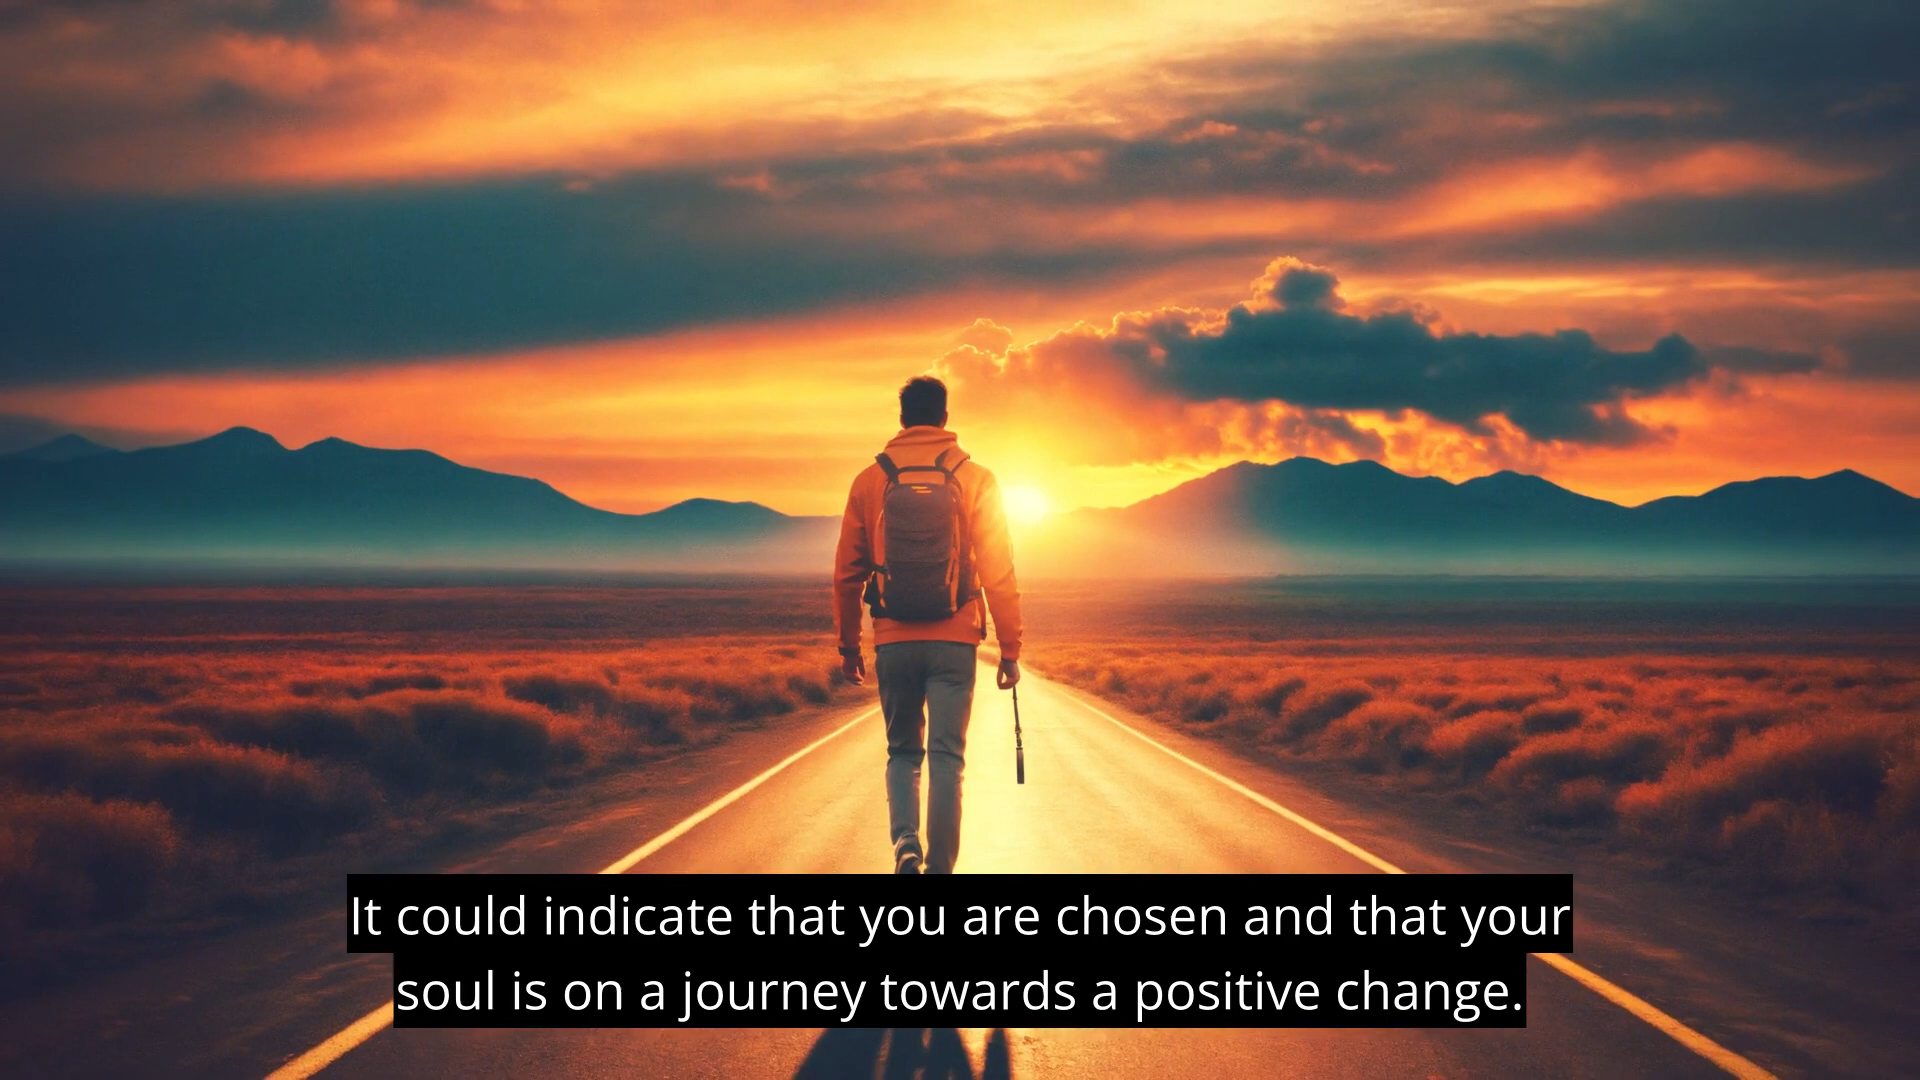 It could indicate that you are chosen and that your
soul is on a journey towards a positive change.